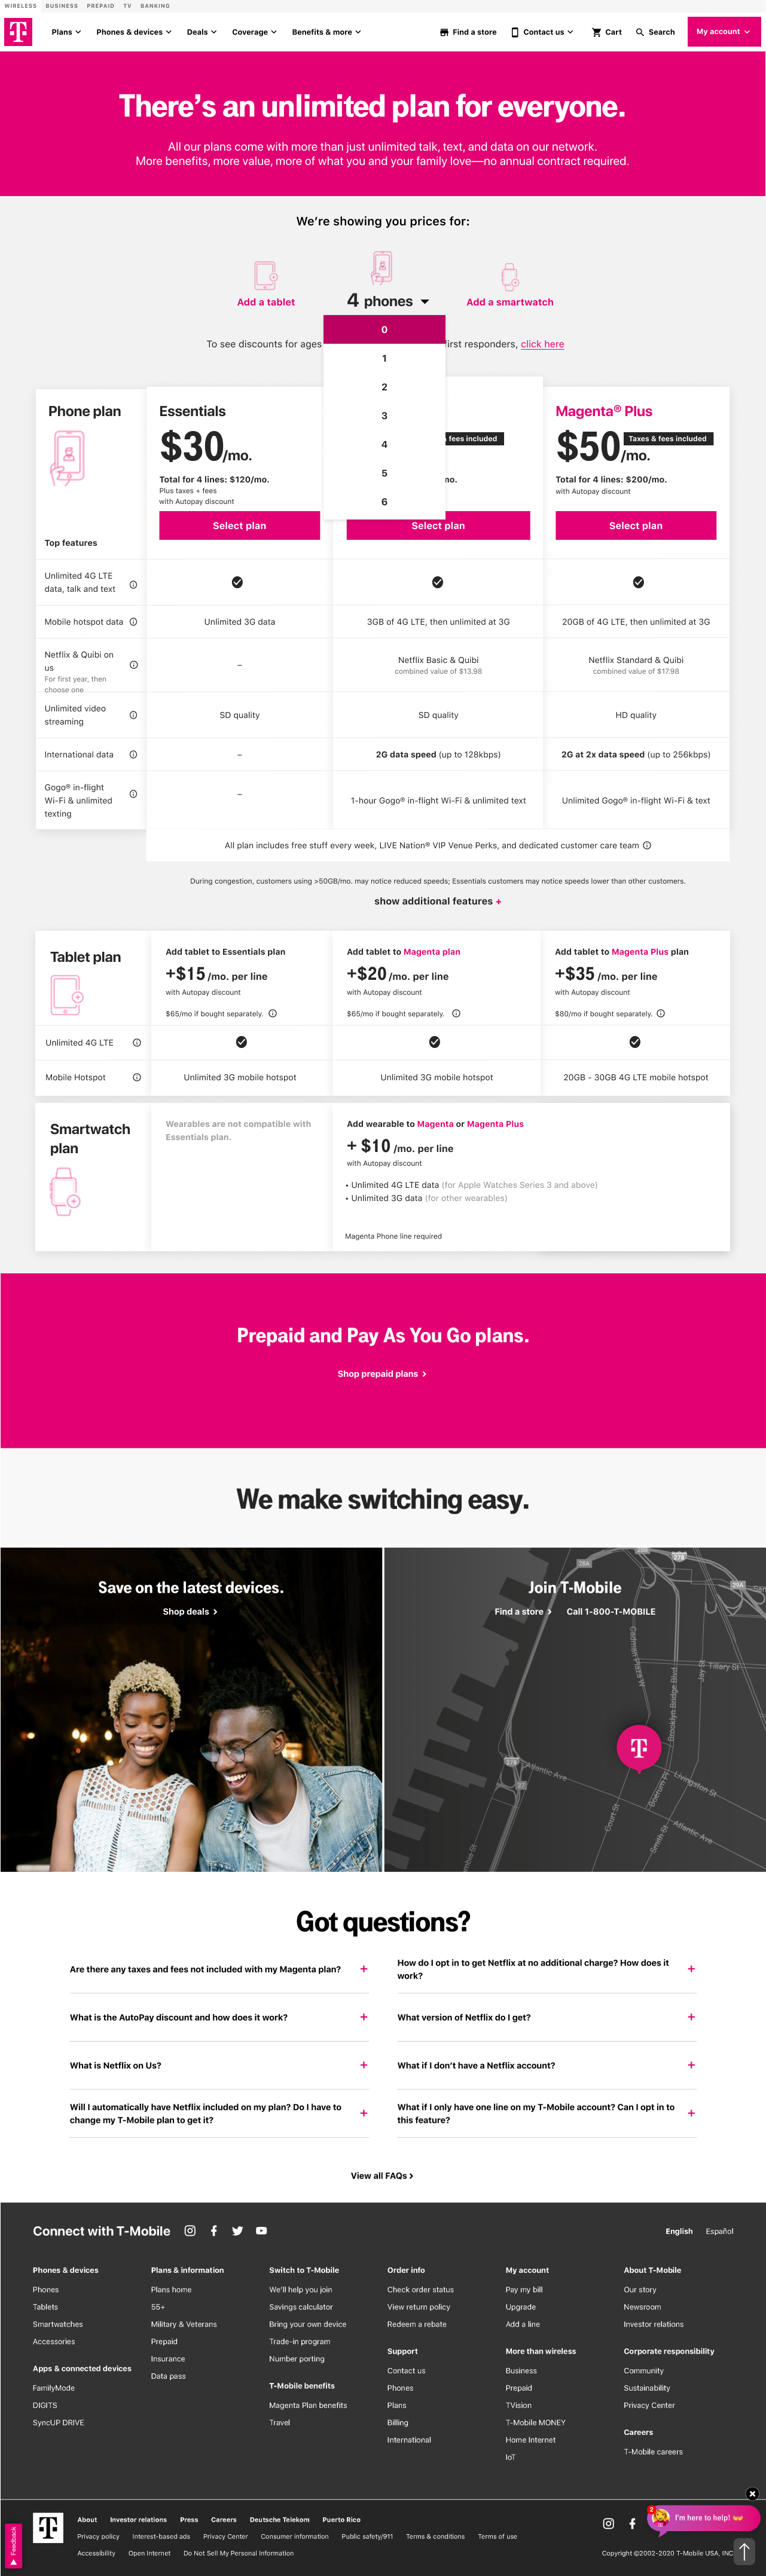 WIRELESS BUSINESS PREPAID TV BANKING
Plans Phones & devices Deals Coverage Benefits & more Find a store Contact us Cart Search My account
There's an unlimited plan for everyone.
All our plans come with more than just unlimited talk, text, and data on our network.
More benefits, more value, more of what you and your family love—no annual contract required.
We're showing you prices for:
Add a tablet 4 phones Add a smartwatch
0
To see discounts for ages irst responders, click here
1
2
3
4
5
6
Phone plan
Top features
Essentials
$30/mo.
Total for 4 lines: $120/mo.
Plus taxes + fees
with Autopay discount
Select plan
fees included
mo.
Select plan
Magenta® Plus
$50/mo. Taxes & fees included
Total for 4 lines: $200/mo.
with Autopay discount
Select plan
Unlimited 4G LTE
data, talk and text
Mobile hotspot data Unlimited 3G data 3GB of 4G LTE, then unlimited at 3G 20GB of 4G LTE, then unlimited at 3G
Netflix & Quibi on
us
For first year, then
choose one
–
Netflix Basic & Quibi
combined value of $13.98
Netflix Standard & Quibi
combined value of $17.98
Unlimited video
streaming
SD quality SD quality HD quality
International data – 2G data speed (up to 128kbps) 2G at 2x data speed (up to 256kbps)
Gogo® in-flight
Wi-Fi & unlimited
texting
– 1-hour Gogo® in-flight Wi-Fi & unlimited text Unlimited Gogo® in-flight Wi-Fi & text
All plan includes free stuff every week, LIVE Nation® VIP Venue Perks, and dedicated customer care team
During congestion, customers using >50GB/mo. may notice reduced speeds; Essentials customers may notice speeds lower than other customers.
show additional features +
Tablet plan
Add tablet to Essentials plan
+$15 /mo. per line
with Autopay discount
$65/mo if bought separately.
Add tablet to Magenta plan
+$20 /mo. per line
with Autopay discount
$65/mo if bought separately.
Add tablet to Magenta Plus plan
+$35 /mo. per line
with Autopay discount
$80/mo if bought separately.
Unlimited 4G LTE
Mobile Hotspot Unlimited 3G mobile hotspot Unlimited 3G mobile hotspot 20GB - 30GB 4G LTE mobile hotspot
Smartwatch
plan
Wearables are not compatible with
Essentials plan.
Add wearable to Magenta or Magenta Plus
+ $10 /mo. per line
with Autopay discount
• Unlimited 4G LTE data (for Apple Watches Series 3 and above)
• Unlimited 3G data (for other wearables)
Magenta Phone line required
Prepaid and Pay As You Go plans.
Shop prepaid plans
We make switching easy.
Save on the latest devices.
Shop deals
Join T-Mobile
Find a store Call 1-800-T-MOBILE
28A
27B
29A
Cadman Plaza W
Jay St
Tillary St
Brooklyn Bridge Blvd
T
27B
27
Atlantic Ave
Livingston St
Court St
Boerum Pl
Smith St
Atlantic Ave
Got questions?
Are there any taxes and fees not included with my Magenta plan?
How do I opt in to get Netflix at no additional charge? How does it
work?
What is the AutoPay discount and how does it work?
What version of Netflix do I get?
What is Netflix on Us?
What if I don't have a Netflix account?
Will I automatically have Netflix included on my plan? Do I have to
change my T-Mobile plan to get it?
What if I only have one line on my T-Mobile account? Can I opt in to
this feature?
View all FAQs
Connect with T-Mobile English Español
Phones & devices
Phones
Tablets
Smartwatches
Accessories
Apps & connected devices
FamilyMode
DIGITS
SyncUP DRIVE
Plans & information
Plans home
55+
Military & Veterans
Prepaid
Insurance
Data pass
Switch to T-Mobile
We'll help you join
Savings calculator
Bring your own device
Trade-in program
Number porting
T-Mobile benefits
Magenta Plan benefits
Travel
Order info
Check order status
View return policy
Redeem a rebate
Support
Contact us
Phones
Plans
Billing
International
My account
Pay my bill
Upgrade
Add a line
More than wireless
Business
Prepaid
TVision
T-Mobile MONEY
Home Internet
IoT
About T-Mobile
Our story
Newsroom
Investor relations
Corporate responsibility
Community
Sustainability
Privacy Center
Careers
T-Mobile careers
Feedback
T
About Investor relations Press Careers Deutsche Telekom Puerto Rico
Privacy policy Interest-based ads Privacy Center Consumer information Public safety/911 Terms & conditions Terms of use
Accessibility Open Internet Do Not Sell My Personal Information
2 I'm here to help!
Copyright ©2002-2020 T-Mobile USA, INC